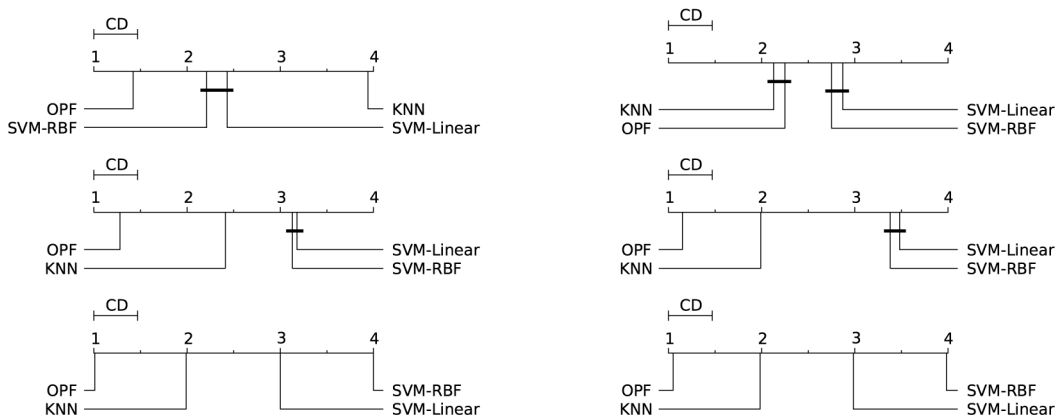 CD
1 2 3 4
OPF KNN
SVM-RBF SVM-Linear
CD
1 2 3 4
KNN SVM-Linear
OPF SVM-RBF
CD
1 2 3 4
OPF SVM-Linear
KNN SVM-RBF
CD
1 2 3 4
OPF SVM-Linear
KNN SVM-RBF
CD
1 2 3 4
OPF SVM-RBF
KNN SVM-Linear
CD
1 2 3 4
OPF SVM-RBF
KNN SVM-Linear